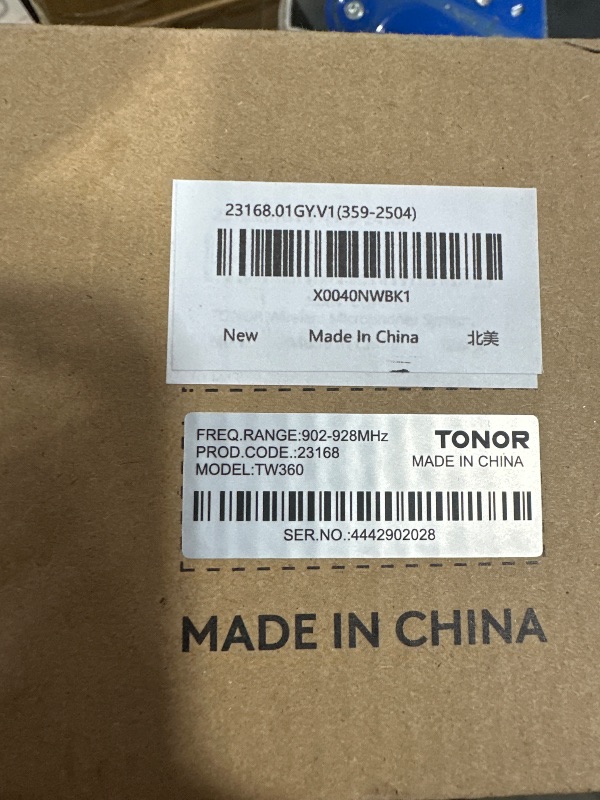 23168.01GY.V1(359-2504)
X0040NWBK1
New Made In China 北美
FREQ.RANGE:902-928MHz
PROD.CODE.:23168
MODEL:TW360
TONOR
MADE IN CHINA
SER.NO.:4442902028
MADE IN CHINA